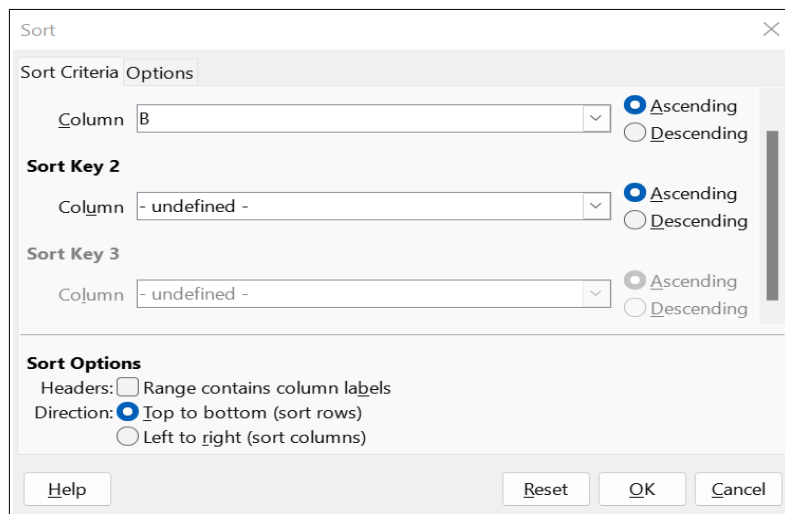 Sort
Sort Criteria Options
Column B Ascending
Descending
Sort Key 2
Column - undefined - Ascending
Descending
Sort Key 3
Column - undefined - Ascending
Descending
Sort Options
Headers: Range contains column labels
Direction: Top to bottom (sort rows)
Left to right (sort columns)
Help Reset OK Cancel